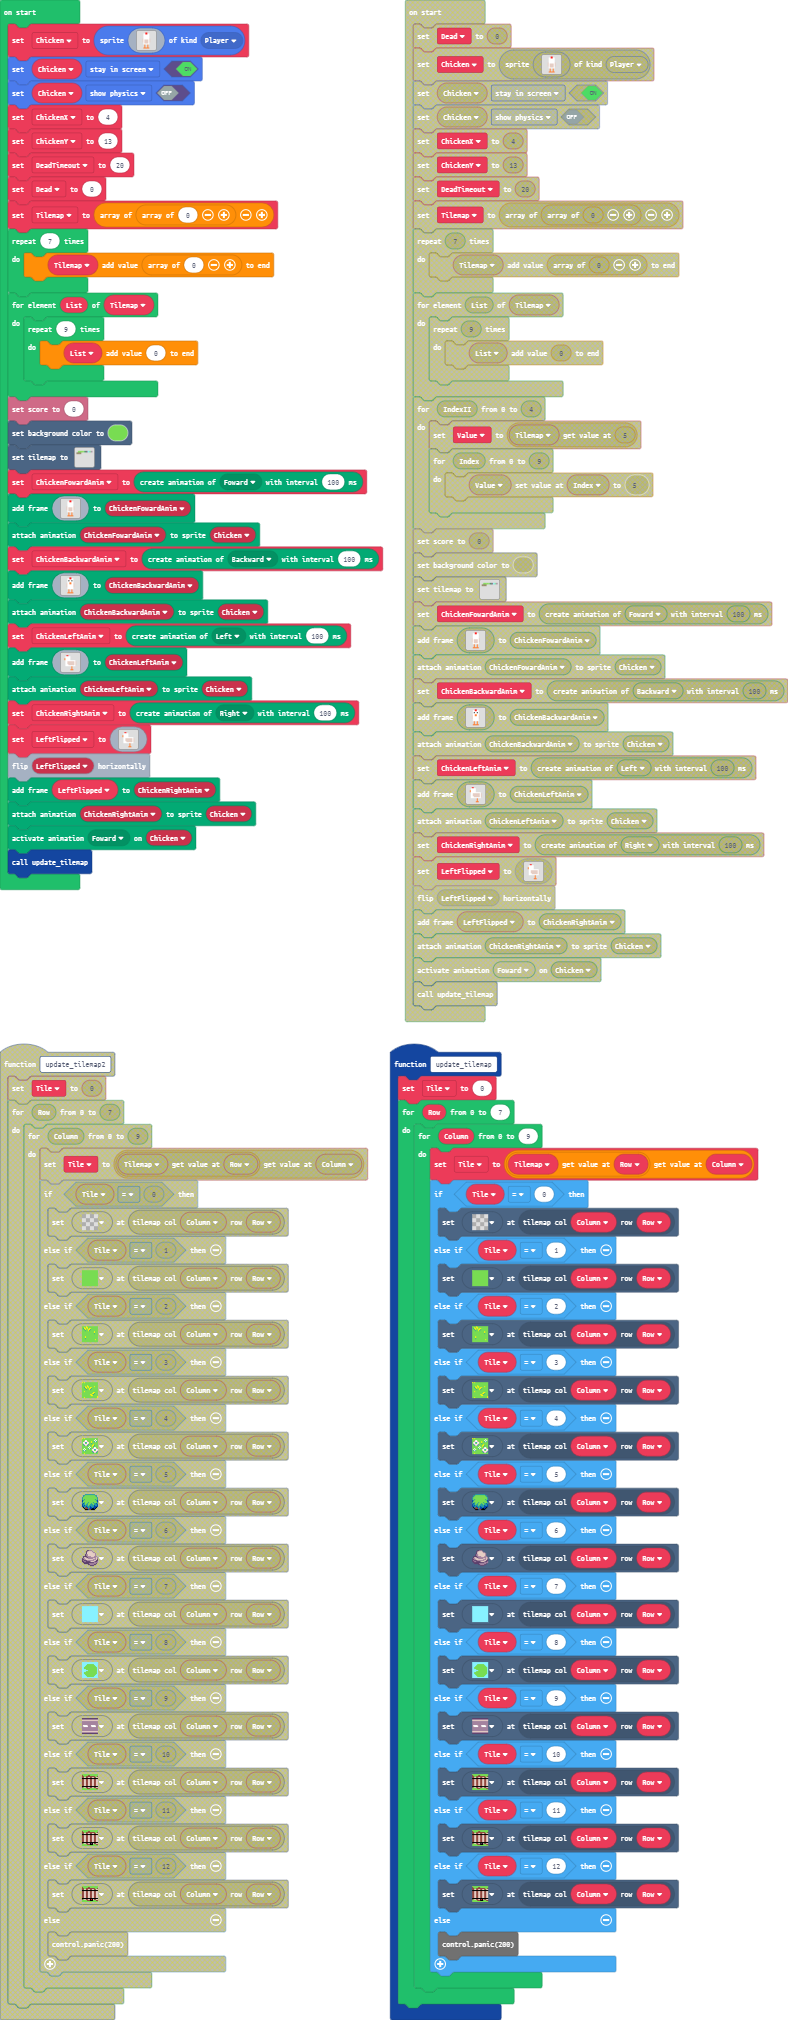 on start
set Chicken to sprite of kind Player
set Chicken stay in screen ON
set Chicken show physics OFF
set ChickenX to 4
set ChickenY to 13
set DeadTimeout to 20
set Dead to 0
set Tilemap to array of array of 0
repeat 7 times
do Tilemap add value array of 0 to end
for element List of Tilemap
do repeat 9 times
do List add value 0 to end
set score to 0
set background color to
set tilemap to
set ChickenFowardAnim to create animation of Foward with interval 100 ms
add frame to ChickenFowardAnim
attach animation ChickenFowardAnim to sprite Chicken
set ChickenBackwardAnim to create animation of Backward with interval 100 ms
add frame to ChickenBackwardAnim
attach animation ChickenBackwardAnim to sprite Chicken
set ChickenLeftAnim to create animation of Left with interval 100 ms
add frame to ChickenLeftAnim
attach animation ChickenLeftAnim to sprite Chicken
set ChickenRightAnim to create animation of Right with interval 100 ms
set LeftFlipped to
flip LeftFlipped horizontally
add frame LeftFlipped to ChickenRightAnim
attach animation ChickenRightAnim to sprite Chicken
activate animation Foward on Chicken
call update_tilemap
on start
set Dead to 0
set Chicken to sprite of kind Player
set Chicken stay in screen ON
set Chicken show physics OFF
set ChickenX to 4
set ChickenY to 13
set DeadTimeout to 20
set Tilemap to array of array of 0
repeat 7 times
do Tilemap add value array of 0 to end
for element List of Tilemap
do repeat 9 times
do List add value 0 to end
for IndexII from 0 to 4
do set Value to Tilemap get value at 5
for Index from 0 to 9
do Value set value at Index to 5
set score to 0
set background color to
set tilemap to
set ChickenFowardAnim to create animation of Foward with interval 100 ms
add frame to ChickenFowardAnim
attach animation ChickenFowardAnim to sprite Chicken
set ChickenBackwardAnim to create animation of Backward with interval 100 ms
add frame to ChickenBackwardAnim
attach animation ChickenBackwardAnim to sprite Chicken
set ChickenLeftAnim to create animation of Left with interval 100 ms
add frame to ChickenLeftAnim
attach animation ChickenLeftAnim to sprite Chicken
set ChickenRightAnim to create animation of Right with interval 100 ms
set LeftFlipped to
flip LeftFlipped horizontally
add frame LeftFlipped to ChickenRightAnim
attach animation ChickenRightAnim to sprite Chicken
activate animation Foward on Chicken
call update_tilemap
function update_tilemap2
set Tile to 0
for Row from 0 to 7
do for Column from 0 to 9
do set Tile to Tilemap get value at Row get value at Column
if Tile = 0 then
set at tilemap col Column row Row
else if Tile = 1 then
set at tilemap col Column row Row
else if Tile = 2 then
set at tilemap col Column row Row
else if Tile = 3 then
set at tilemap col Column row Row
else if Tile = 4 then
set at tilemap col Column row Row
else if Tile = 5 then
set at tilemap col Column row Row
else if Tile = 6 then
set at tilemap col Column row Row
else if Tile = 7 then
set at tilemap col Column row Row
else if Tile = 8 then
set at tilemap col Column row Row
else if Tile = 9 then
set at tilemap col Column row Row
else if Tile = 10 then
set at tilemap col Column row Row
else if Tile = 11 then
set at tilemap col Column row Row
else if Tile = 12 then
set at tilemap col Column row Row
else
control.panic(200)
function update_tilemap
set Tile to 0
for Row from 0 to 7
do for Column from 0 to 9
do set Tile to Tilemap get value at Row get value at Column
if Tile = 0 then
set at tilemap col Column row Row
else if Tile = 1 then
set at tilemap col Column row Row
else if Tile = 2 then
set at tilemap col Column row Row
else if Tile = 3 then
set at tilemap col Column row Row
else if Tile = 4 then
set at tilemap col Column row Row
else if Tile = 5 then
set at tilemap col Column row Row
else if Tile = 6 then
set at tilemap col Column row Row
else if Tile = 7 then
set at tilemap col Column row Row
else if Tile = 8 then
set at tilemap col Column row Row
else if Tile = 9 then
set at tilemap col Column row Row
else if Tile = 10 then
set at tilemap col Column row Row
else if Tile = 11 then
set at tilemap col Column row Row
else if Tile = 12 then
set at tilemap col Column row Row
else
control.panic(200)